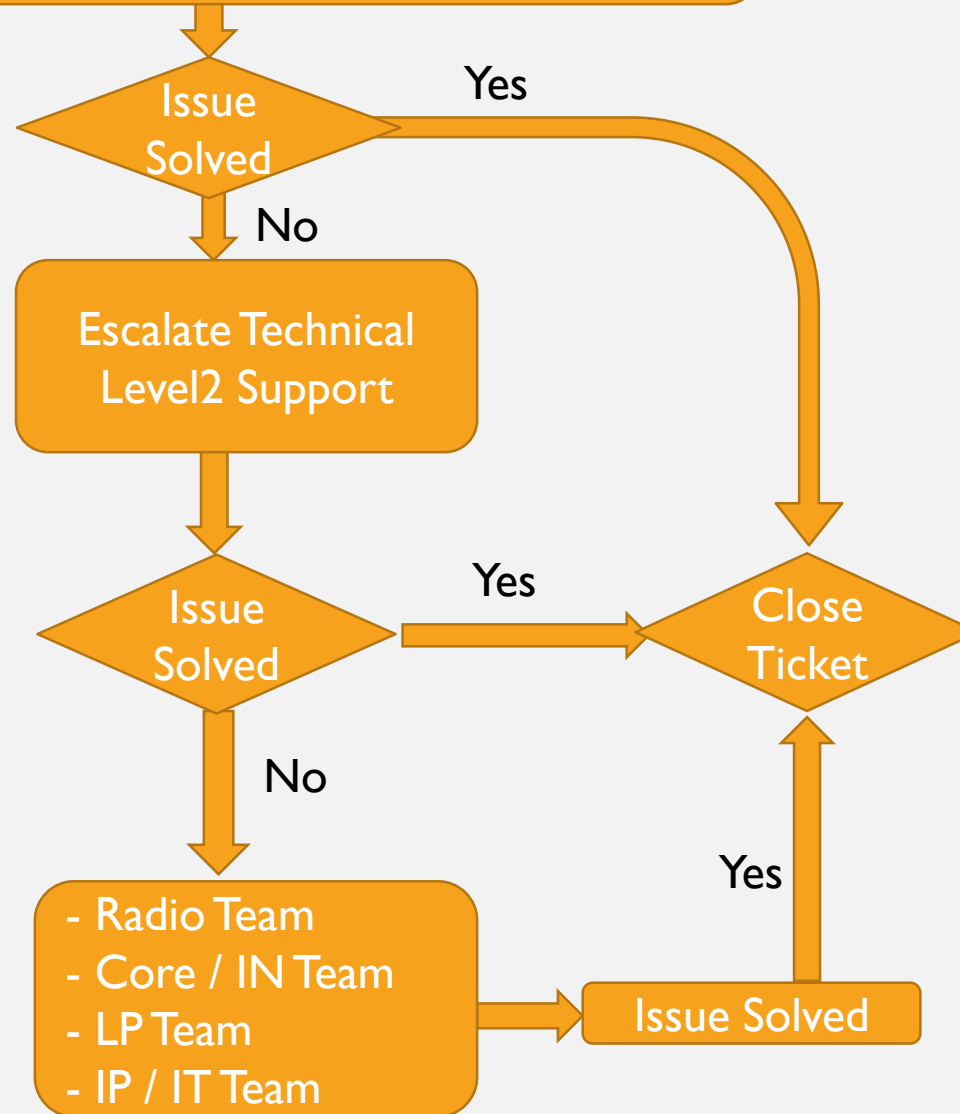 Yes
Issue
Solved
No
Escalate Technical
Level2 Support
Issue
Solved
Yes
Close
Ticket
No
Yes
- Radio Team
- Core / IN Team
- LP Team
- IP / IT Team
Issue Solved